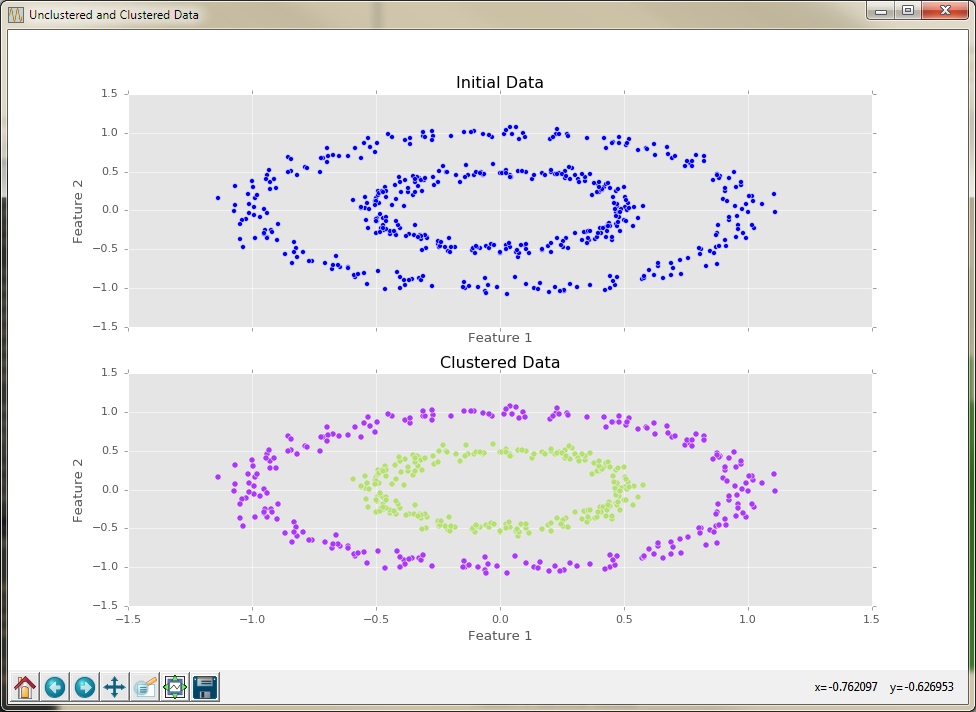 Unclustered and Clustered Data
Initial Data
1.5
1.0
0.5
0.0
−0.5
−1.0
−1.5
Feature 2
Feature 1
Clustered Data
1.5
1.0
0.5
0.0
−0.5
−1.0
−1.5
Feature 2
−1.5 −1.0 −0.5 0.0 0.5 1.0 1.5
Feature 1
x=-0.762097 y=-0.626953